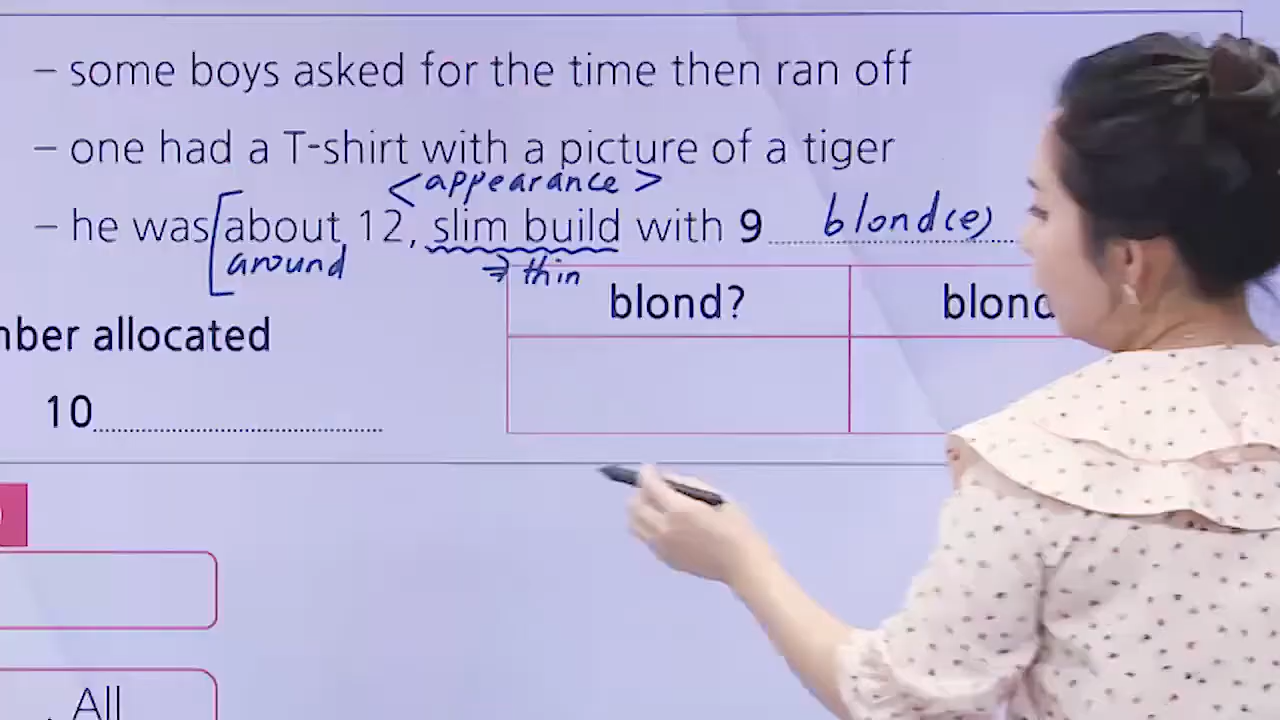 – some boys asked for the time then ran off
– one had a T-shirt with a picture of a tiger
<appearance>
– he was about 12, slim build with 9 blond(e)
around
⇒ thin
blond?
blond
nber allocated
10
. All